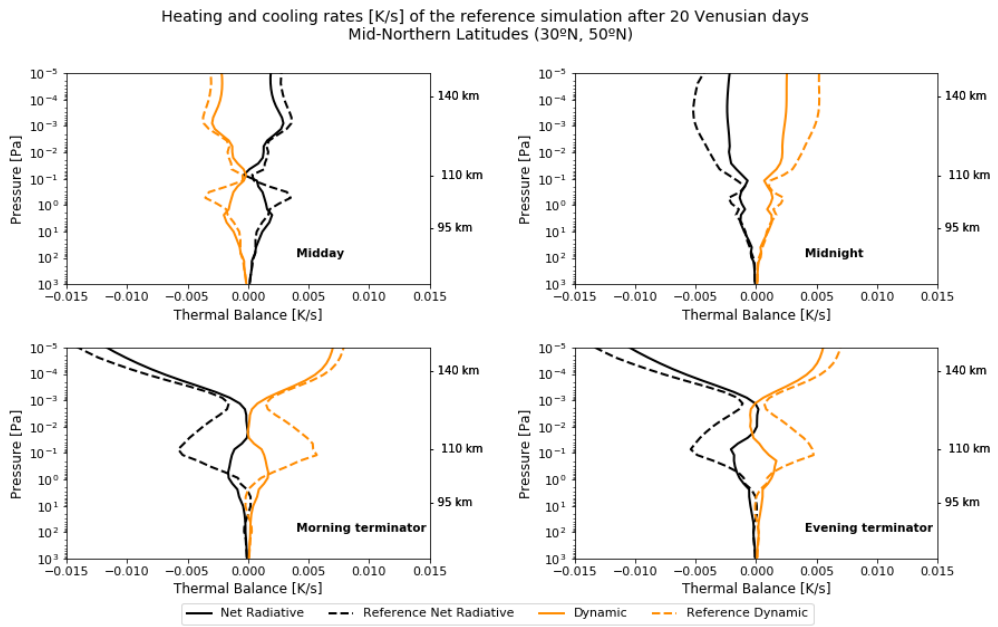 Heating and cooling rates [K/s] of the reference simulation after 20 Venusian days
Mid-Northern Latitudes (30ºN, 50ºN)
10⁻⁵
10⁻⁴
10⁻³
10⁻²
10⁻¹
10⁰
10¹
10²
10³
Pressure [Pa]
140 km
110 km
95 km
Midday
−0.015 −0.010 −0.005 0.000 0.005 0.010 0.015
Thermal Balance [K/s]
10⁻⁵
10⁻⁴
10⁻³
10⁻²
10⁻¹
10⁰
10¹
10²
10³
Pressure [Pa]
140 km
110 km
95 km
Midnight
−0.015 −0.010 −0.005 0.000 0.005 0.010 0.015
Thermal Balance [K/s]
10⁻⁵
10⁻⁴
10⁻³
10⁻²
10⁻¹
10⁰
10¹
10²
10³
Pressure [Pa]
140 km
110 km
95 km
Morning terminator
−0.015 −0.010 −0.005 0.000 0.005 0.010 0.015
Thermal Balance [K/s]
10⁻⁵
10⁻⁴
10⁻³
10⁻²
10⁻¹
10⁰
10¹
10²
10³
Pressure [Pa]
140 km
110 km
95 km
Evening terminator
−0.015 −0.010 −0.005 0.000 0.005 0.010 0.015
Thermal Balance [K/s]
Net Radiative Reference Net Radiative Dynamic Reference Dynamic